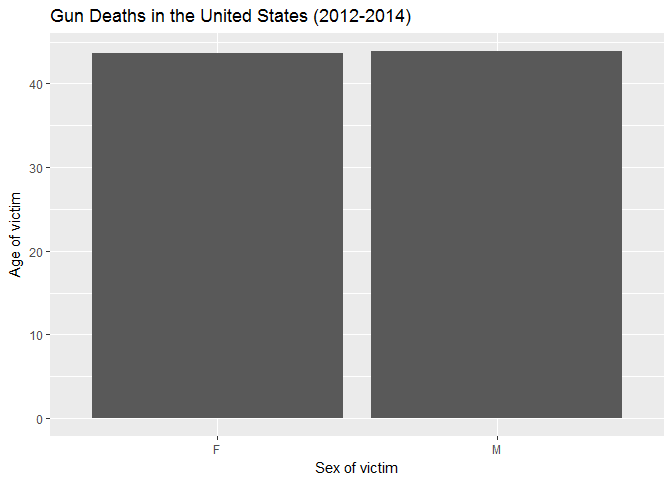 Gun Deaths in the United States (2012-2014)
Age of victim
40
30
20
10
0
F M
Sex of victim